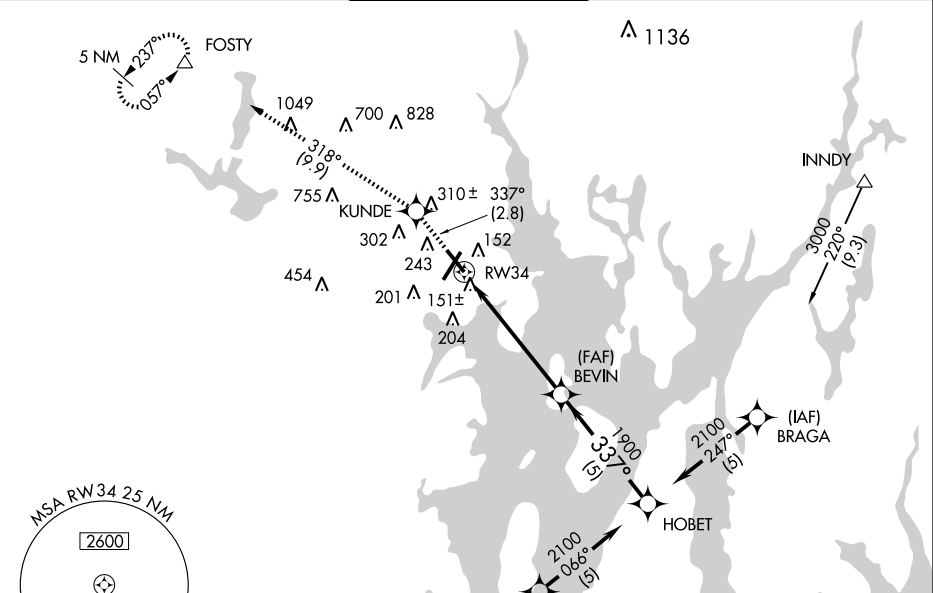 1136
FOSTY
5 NM
237°
057°
1049
700
828
318°
(9.9)
INNDY
755
310±
337°
(2.8)
KUNDE
302
243
152
3000
220°
(9.3)
RW34
454
201
151±
204
(FAF)
BEVIN
(IAF)
BRAGA
1900
337°
(5)
2100
247°
(5)
HOBET
MSA RW34 25 NM
2600
2100
066°
(5)